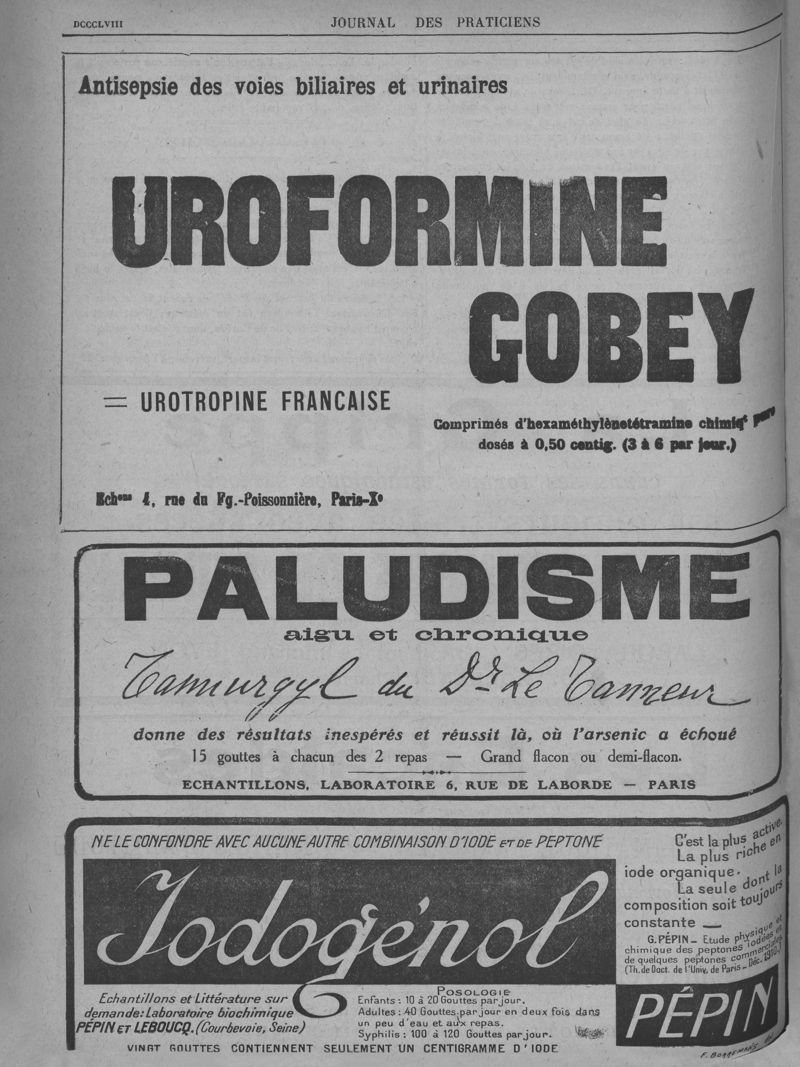 DCCCLVIII JOURNAL DES PRATICIENS
Antisepsie des voies biliaires et urinaires
UROFORMINE
GOBEY
= UROTROPINE FRANCAISE
Comprimés d'hexaméthylènetétramine chimiqt pure
dosés à 0,50 centig. (3 à 6 par jour.)
Echons 4, rue du Fg.-Poissonnière, Paris-Xe
PALUDISME
aigu et chronique
Tannurgyl du Dr Le Tanneur
donne des résultats inespérés et réussit là, où l'arsenic a échoué
15 gouttes à chacun des 2 repas — Grand flacon ou demi-flacon.
ECHANTILLONS, LABORATOIRE 6, RUE DE LABORDE — PARIS
NE LE CONFONDRE AVEC AUCUNE AUTRE COMBINAISON D'IODE ET DE PEPTONE
Iodogénol
Echantillons et Littérature sur
demande: Laboratoire biochimique
PÉPIN ET LEBOUCQ. (Courbevoie, Seine)
POSOLOGIE
Enfants : 10 à 20 Gouttes par jour.
Adultes : 40 Gouttes par jour en deux fois dans
un peu d'eau et aux repas.
Syphilis : 100 à 120 Gouttes par jour.
VINGT GOUTTES CONTIENNENT SEULEMENT UN CENTIGRAMME D'IODE
C'est la plus active.
La plus riche en
iode organique.
La seule dont la
composition soit toujours
constante —
G. PÉPIN – Etude physique et
chimique des peptones iodées et
de quelques peptones commerciales
(Th. de Doct. de l'Univ. de Paris – Déc. 1910.)
PÉPIN